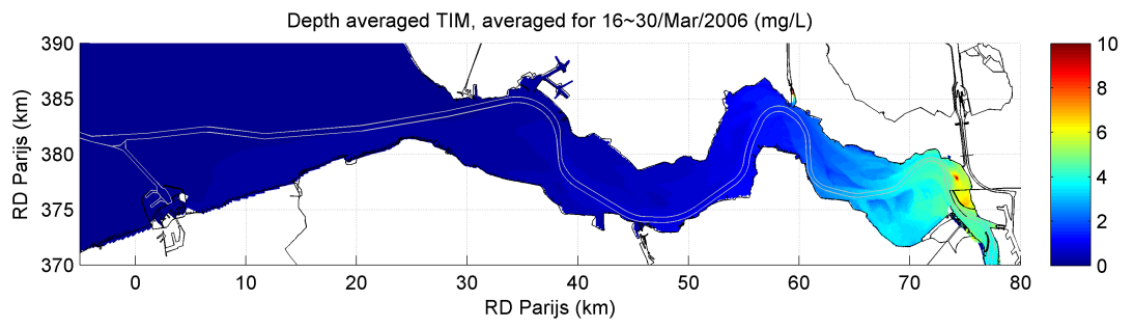 Depth averaged TIM, averaged for 16~30/Mar/2006 (mg/L)
390
385
380
375
370
RD Parijs (km)
0 10 20 30 40 50 60 70 80
RD Parijs (km)
10
8
6
4
2
0